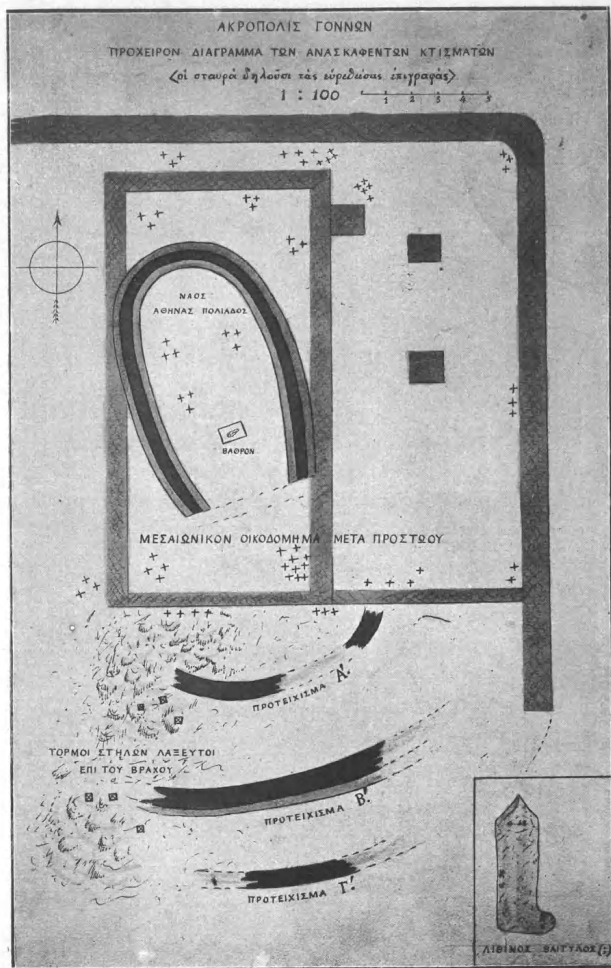 ΑΚΡΟΠΟΛΙΣ ΓΟΝΝΩΝ
ΠΡΟΧΕΙΡΟΝ ΔΙΑΓΡΑΜΜΑ ΤΩΝ ΑΝΑΣΚΑΦΕΝΤΩΝ ΚΤΙΣΜΑΤΩΝ
<οἱ σταυροὶ δηλοῦσι τὰς εὑρεθείσας ἐπιγραφάς>
1 : 100
1 2 3 4 5
ΝΑΟΣ
ΑΘΗΝΑΣ ΠΟΛΙΑΔΟΣ
ΒΑΘΡΟΝ
ΜΕΣΑΙΩΝΙΚΟΝ ΟΙΚΟΔΟΜΗΜΑ ΜΕΤΑ ΠΡΟΣΤΩΟΥ
ΠΡΟΤΕΙΧΙΣΜΑ Α!
ΤΟΡΜΟΙ ΣΤΗΛΩΝ ΛΑΞΕΥΤΟΙ
ΕΠΙ ΤΟΥ ΒΡΑΧΟΥ
ΠΡΟΤΕΙΧΙΣΜΑ Β!
ΠΡΟΤΕΙΧΙΣΜΑ Γ!
ΛΙΘΙΝΟΣ ΒΑΙΤΥΛΟΣ (;)